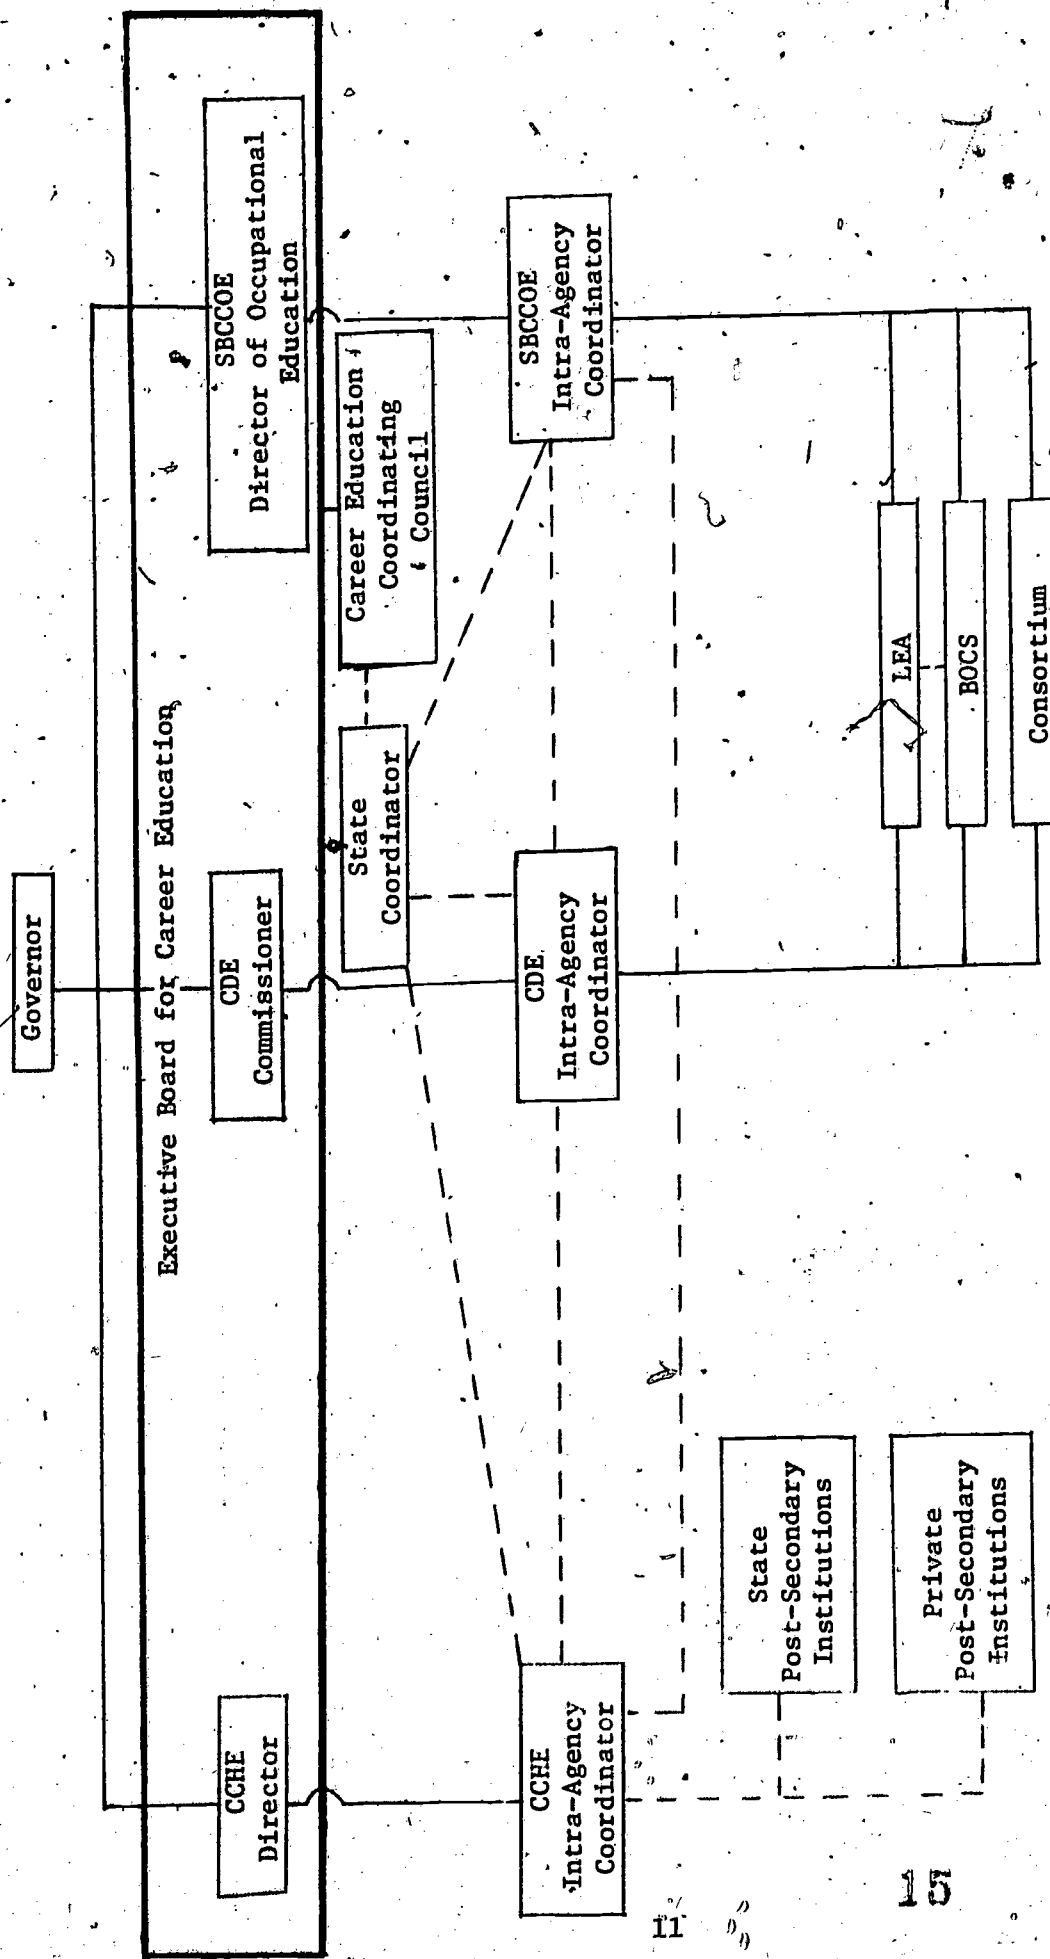 Governor
Executive Board for Career Education
CCHE
Director
CDE
Commissioner
SBCCOE
Director of Occupational
Education
State
Coordinator
Career Education
Coordinating
Council
CCHE
Intra-Agency
Coordinator
CDE
Intra-Agency
Coordinator
SBCCOE
Intra-Agency
Coordinator
State
Post-Secondary
Institutions
Private
Post-Secondary
Institutions
LEA
BOCS
Consortium
11
15